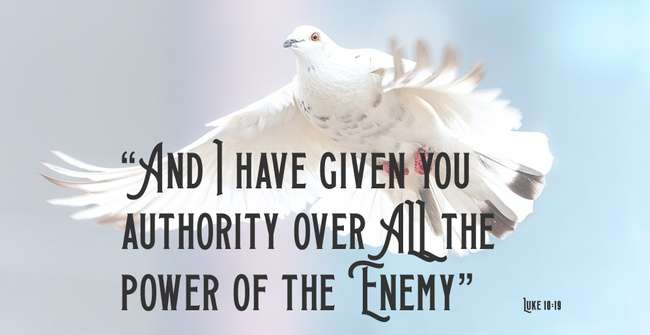 “And I have given you
authority over ALL the
power of the Enemy”
Luke 10:19